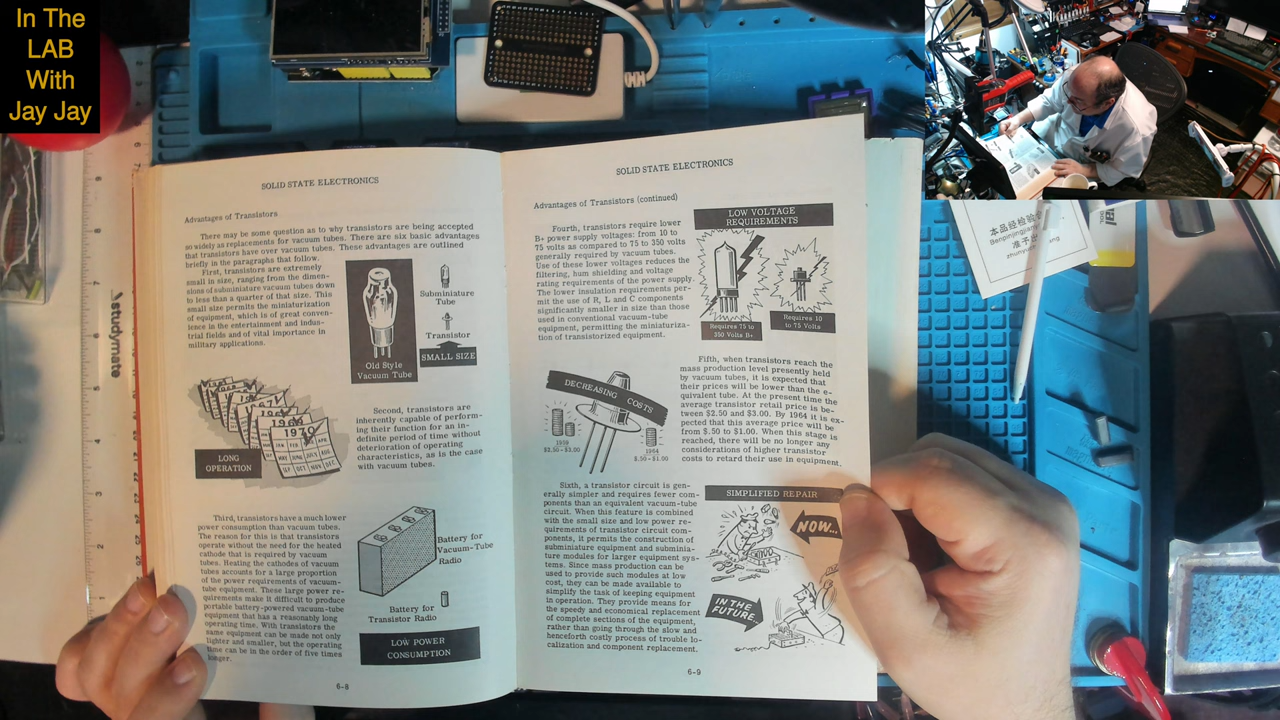 In The
LAB
With
Jay Jay
studymate
SOLID STATE ELECTRONICS
Advantages of Transistors
There may be some question as to why transistors are being accepted
so widely as replacements for vacuum tubes. There are six basic advantages
that transistors have over vacuum tubes. These advantages are outlined
briefly in the paragraphs that follow.
First, transistors are extremely
small in size, ranging from the dimen-
sions of subminiature vacuum tubes down
to less than a quarter of that size. This
small size permits the miniaturization
of equipment, which is of great conven-
ience in the entertainment and indus-
trial fields and of vital importance in
military applications.
Old Style
Vacuum Tube
Subminiature
Tube
Transistor
SMALL SIZE
1970
LONG
OPERATION
Second, transistors are
inherently capable of perform-
ing their function for an in-
definite period of time without
deterioration of operating
characteristics, as is the case
with vacuum tubes.
Third, transistors have a much lower
power consumption than vacuum tubes.
The reason for this is that transistors
operate without the need for the heated
cathode that is required by vacuum
tubes. Heating the cathodes of vacuum
tubes accounts for a large proportion
of the power requirements of vacuum-
tube equipment. These large power re-
quirements make it difficult to produce
portable battery-powered vacuum-tube
equipment that has a reasonably long
operating time. With transistors the
same equipment can be made not only
lighter and smaller, but the operating
time can be in the order of five times
longer.
Battery for
Vacuum-Tube
Radio
Battery for
Transistor Radio
LOW POWER
CONSUMPTION
6-8
SOLID STATE ELECTRONICS
Advantages of Transistors (continued)
Fourth, transistors require lower
B+ power supply voltages: from 10 to
75 volts as compared to 75 to 350 volts
generally required by vacuum tubes.
Use of these lower voltages reduces the
filtering, hum shielding and voltage
rating requirements of the power supply.
The lower insulation requirements per-
mit the use of R, L and C components
significantly smaller in size than those
used in conventional vacuum-tube
equipment, permitting the miniaturiza-
tion of transistorized equipment.
LOW VOLTAGE
REQUIREMENTS
Requires 75 to
350 Volts B+
Requires 10
to 75 Volts
DECREASING COSTS
1959
$2.50-$3.00
1964
$.50-$1.00
Fifth, when transistors reach the
mass production level presently held
by vacuum tubes, it is expected that
their prices will be lower than the e-
quivalent tube. At the present time the
average transistor retail price is be-
tween $2.50 and $3.00. By 1964 it is ex-
pected that this average price will be
from $.50 to $1.00. When this stage is
reached, there will be no longer any
considerations of higher transistor
costs to retard their use in equipment.
Sixth, a transistor circuit is gen-
erally simpler and requires fewer com-
ponents than an equivalent vacuum-tube
circuit. When this feature is combined
with the small size and low power re-
quirements of transistor circuit com-
ponents, it permits the construction of
subminiature equipment and subminia-
ture modules for larger equipment sys-
tems. Since mass production can be
used to provide such modules at low
cost, they can be made available to
simplify the task of keeping equipment
in operation. They provide means for
the speedy and economical replacement
of complete sections of the equipment,
rather than going through the slow and
henceforth costly process of trouble lo-
calization and component replacement.
SIMPLIFIED REPAIR
NOW...
IN THE
FUTURE
6-9
本品经检验
准予出